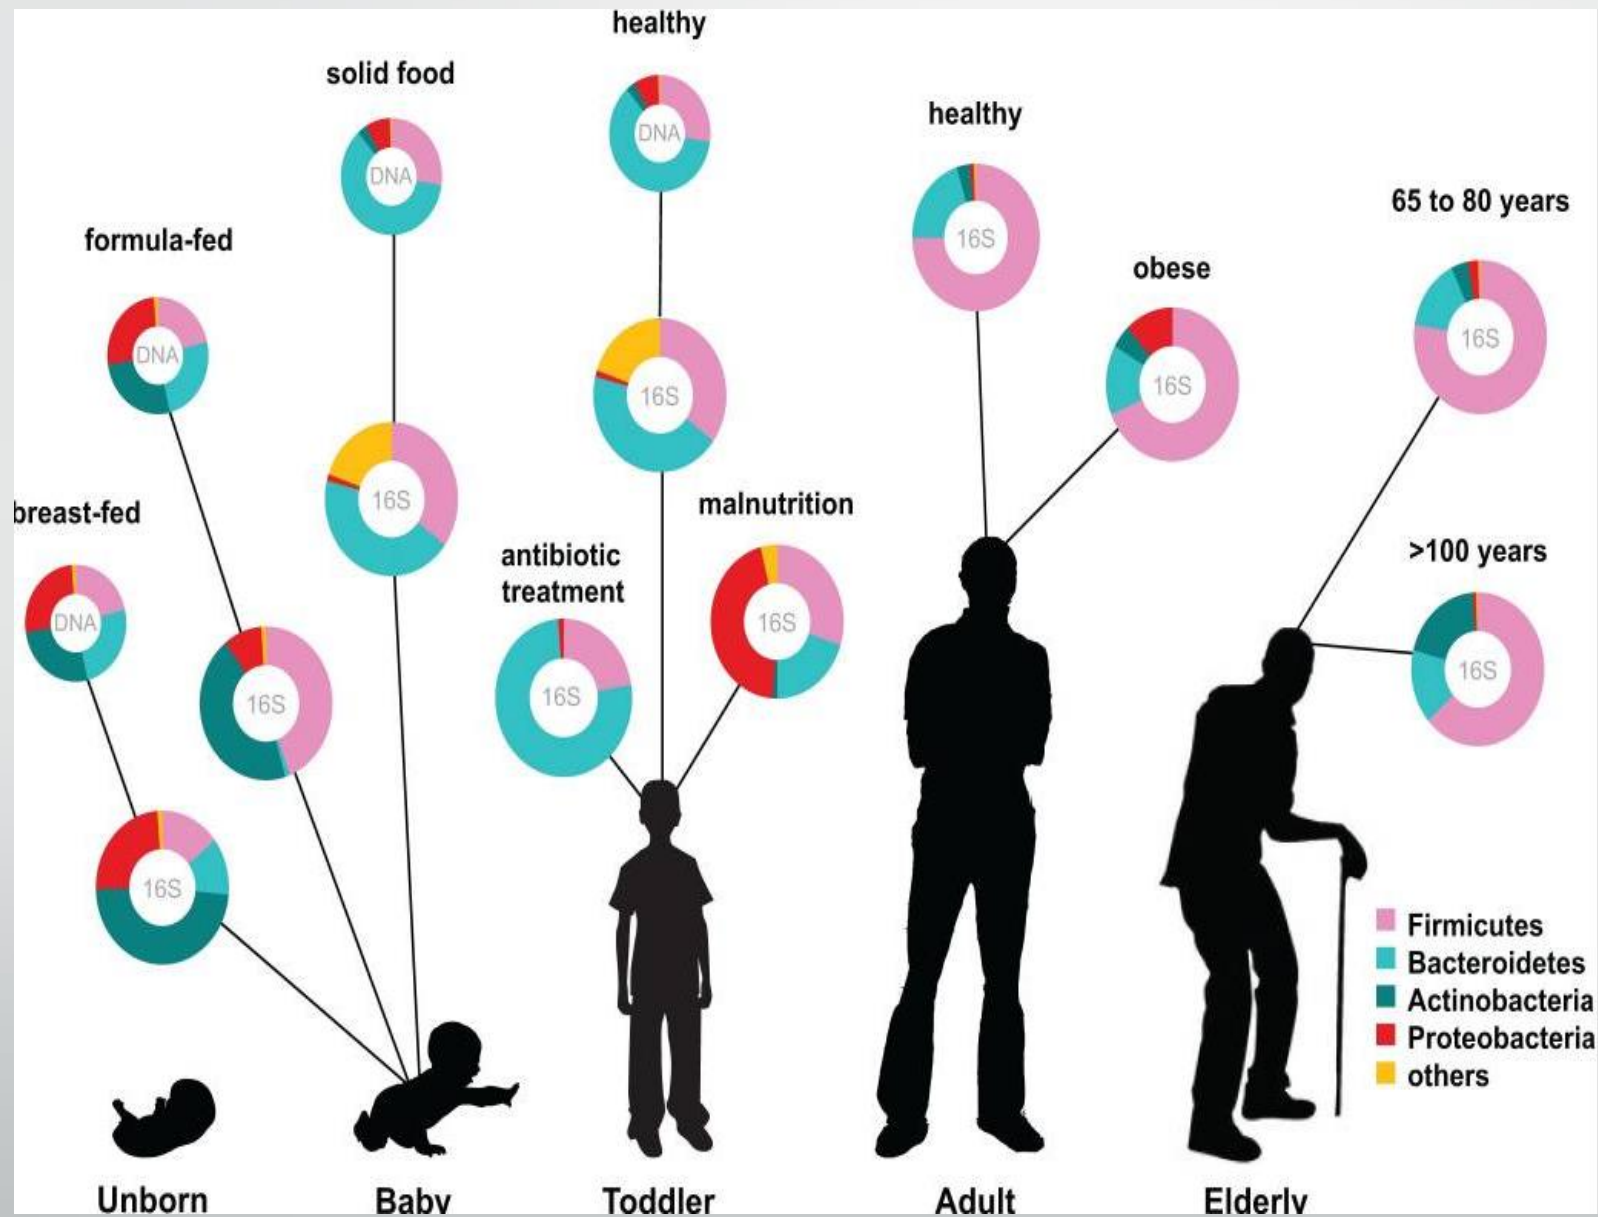 healthy
solid food
DNA
DNA
healthy
formula-fed
65 to 80 years
16S
obese
DNA
16S
16S
16S
breast-fed
malnutrition
16S
antibiotic
treatment
>100 years
DNA
16S
16S
16S
16S
16S
Firmicutes
Bacteroidetes
Actinobacteria
Proteobacteria
others
Unborn
Baby
Toddler
Adult
Elderly